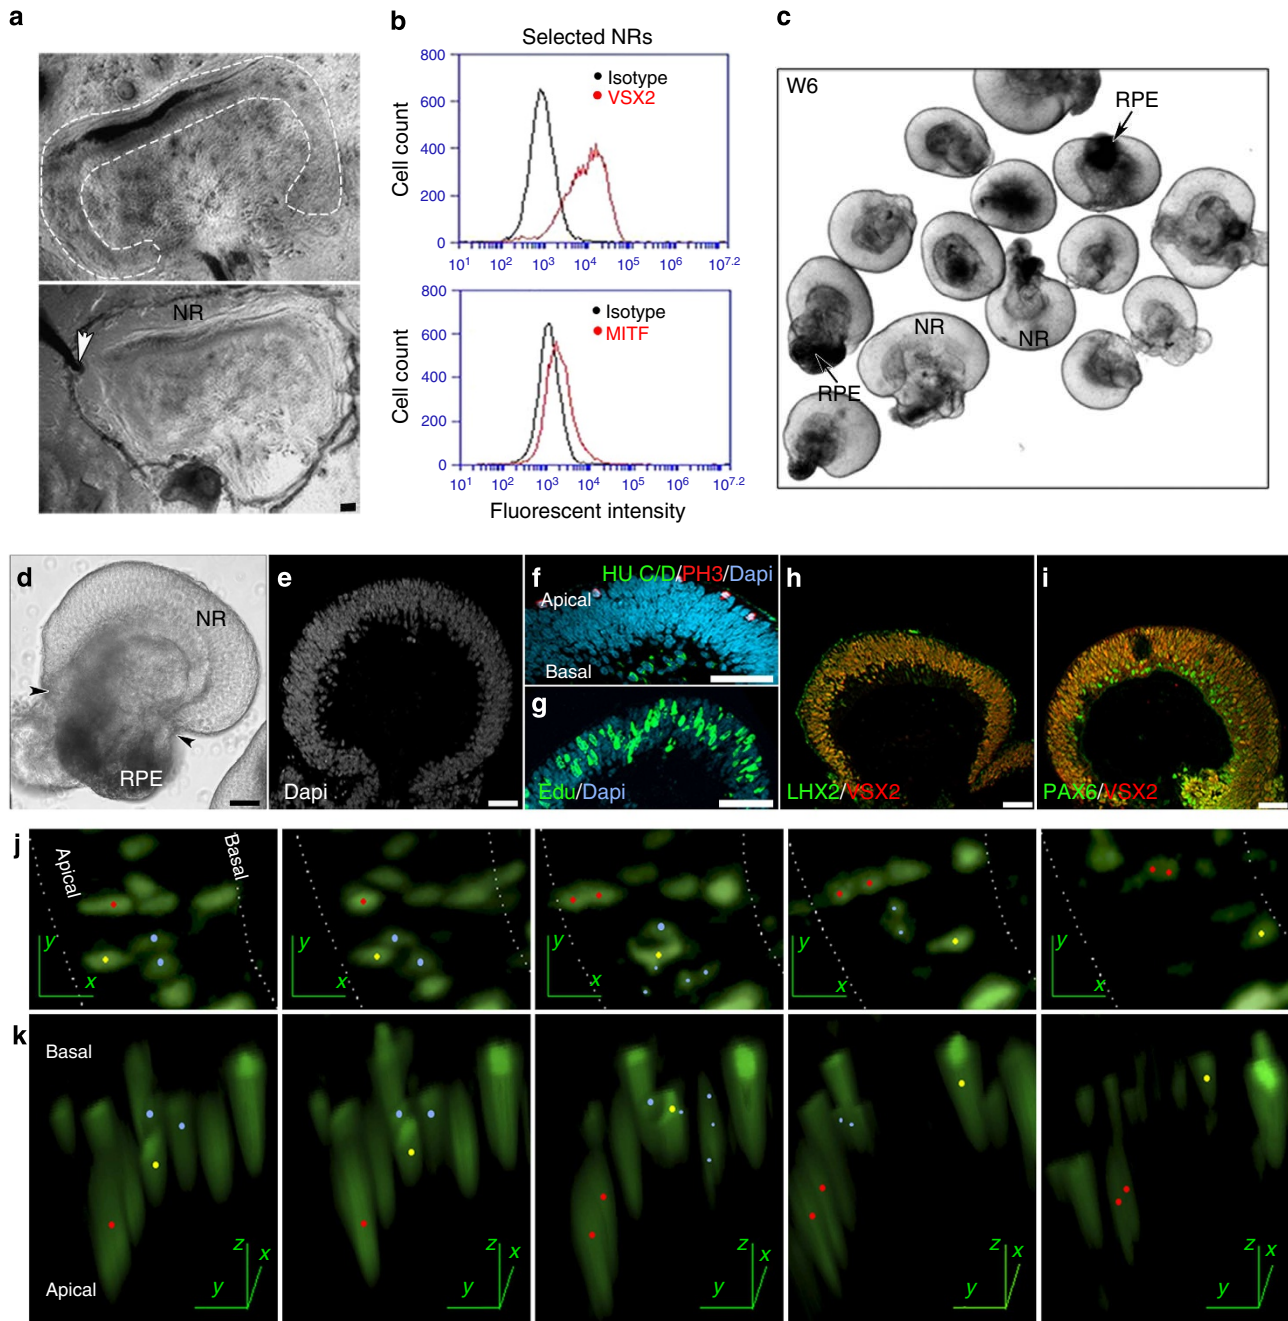 a
NR
b
Selected NRs
Cell count
800
600
400
200
0
Isotype
VSX2
10¹ 10² 10³ 10⁴ 10⁵ 10⁶ 10⁷·²
Cell count
800
600
400
200
0
Isotype
MITF
10¹ 10² 10³ 10⁴ 10⁵ 10⁶ 10⁷·²
Fluorescent intensity
c
W6
RPE
NR
NR
RPE
d
NR
RPE
e
Dapi
f
HU C/D/PH3/Dapi
Apical
Basal
g
Edu/Dapi
h
LHX2/VSX2
i
PAX6/VSX2
j
Apical
Basal
y
x
y
x
y
x
y
x
y
x
k
Basal
Apical
z
x
y
z
x
y
z
x
y
z
x
y
z
x
y